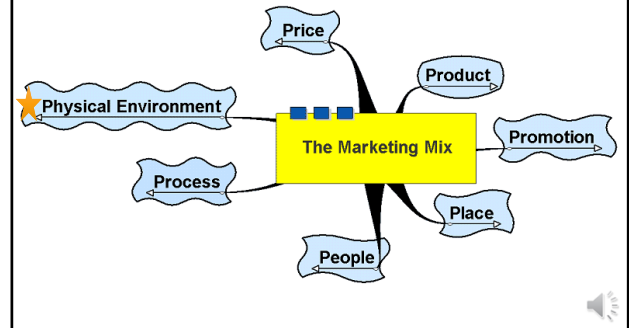 Price
Product
Physical Environment
Promotion
The Marketing Mix
Process
Place
People